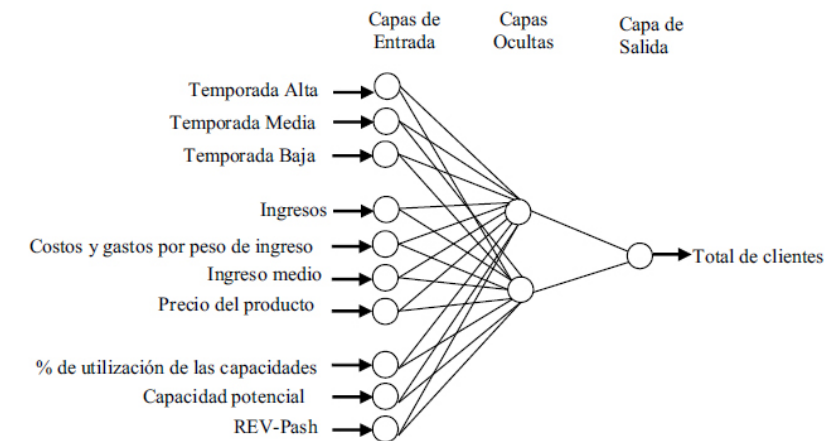 Capas de
Entrada
Capas
Ocultas
Capa de
Salida
Temporada Alta
Temporada Media
Temporada Baja
Ingresos
Costos y gastos por peso de ingreso
Ingreso medio
Precio del producto
% de utilización de las capacidades
Capacidad potencial
REV-Pash
Total de clientes